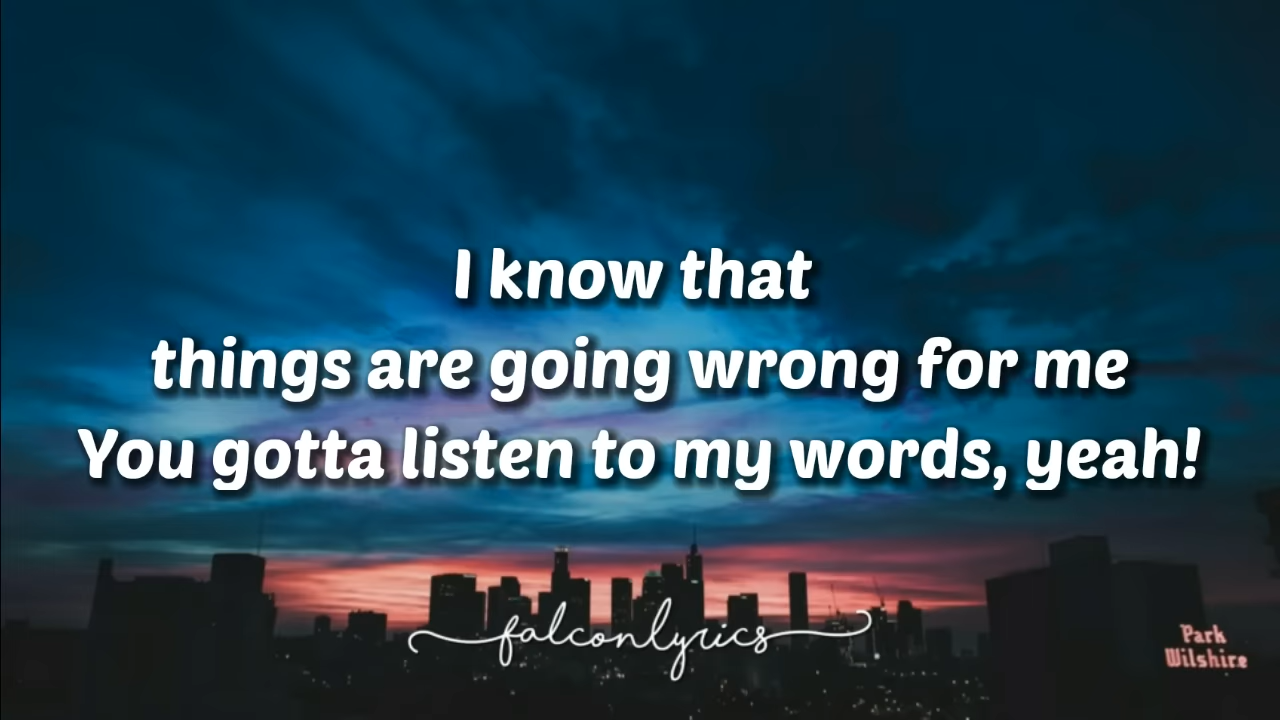 I know that
things are going wrong for me
You gotta listen to my words, yeah!
falconlyrics
Park
Wilshire